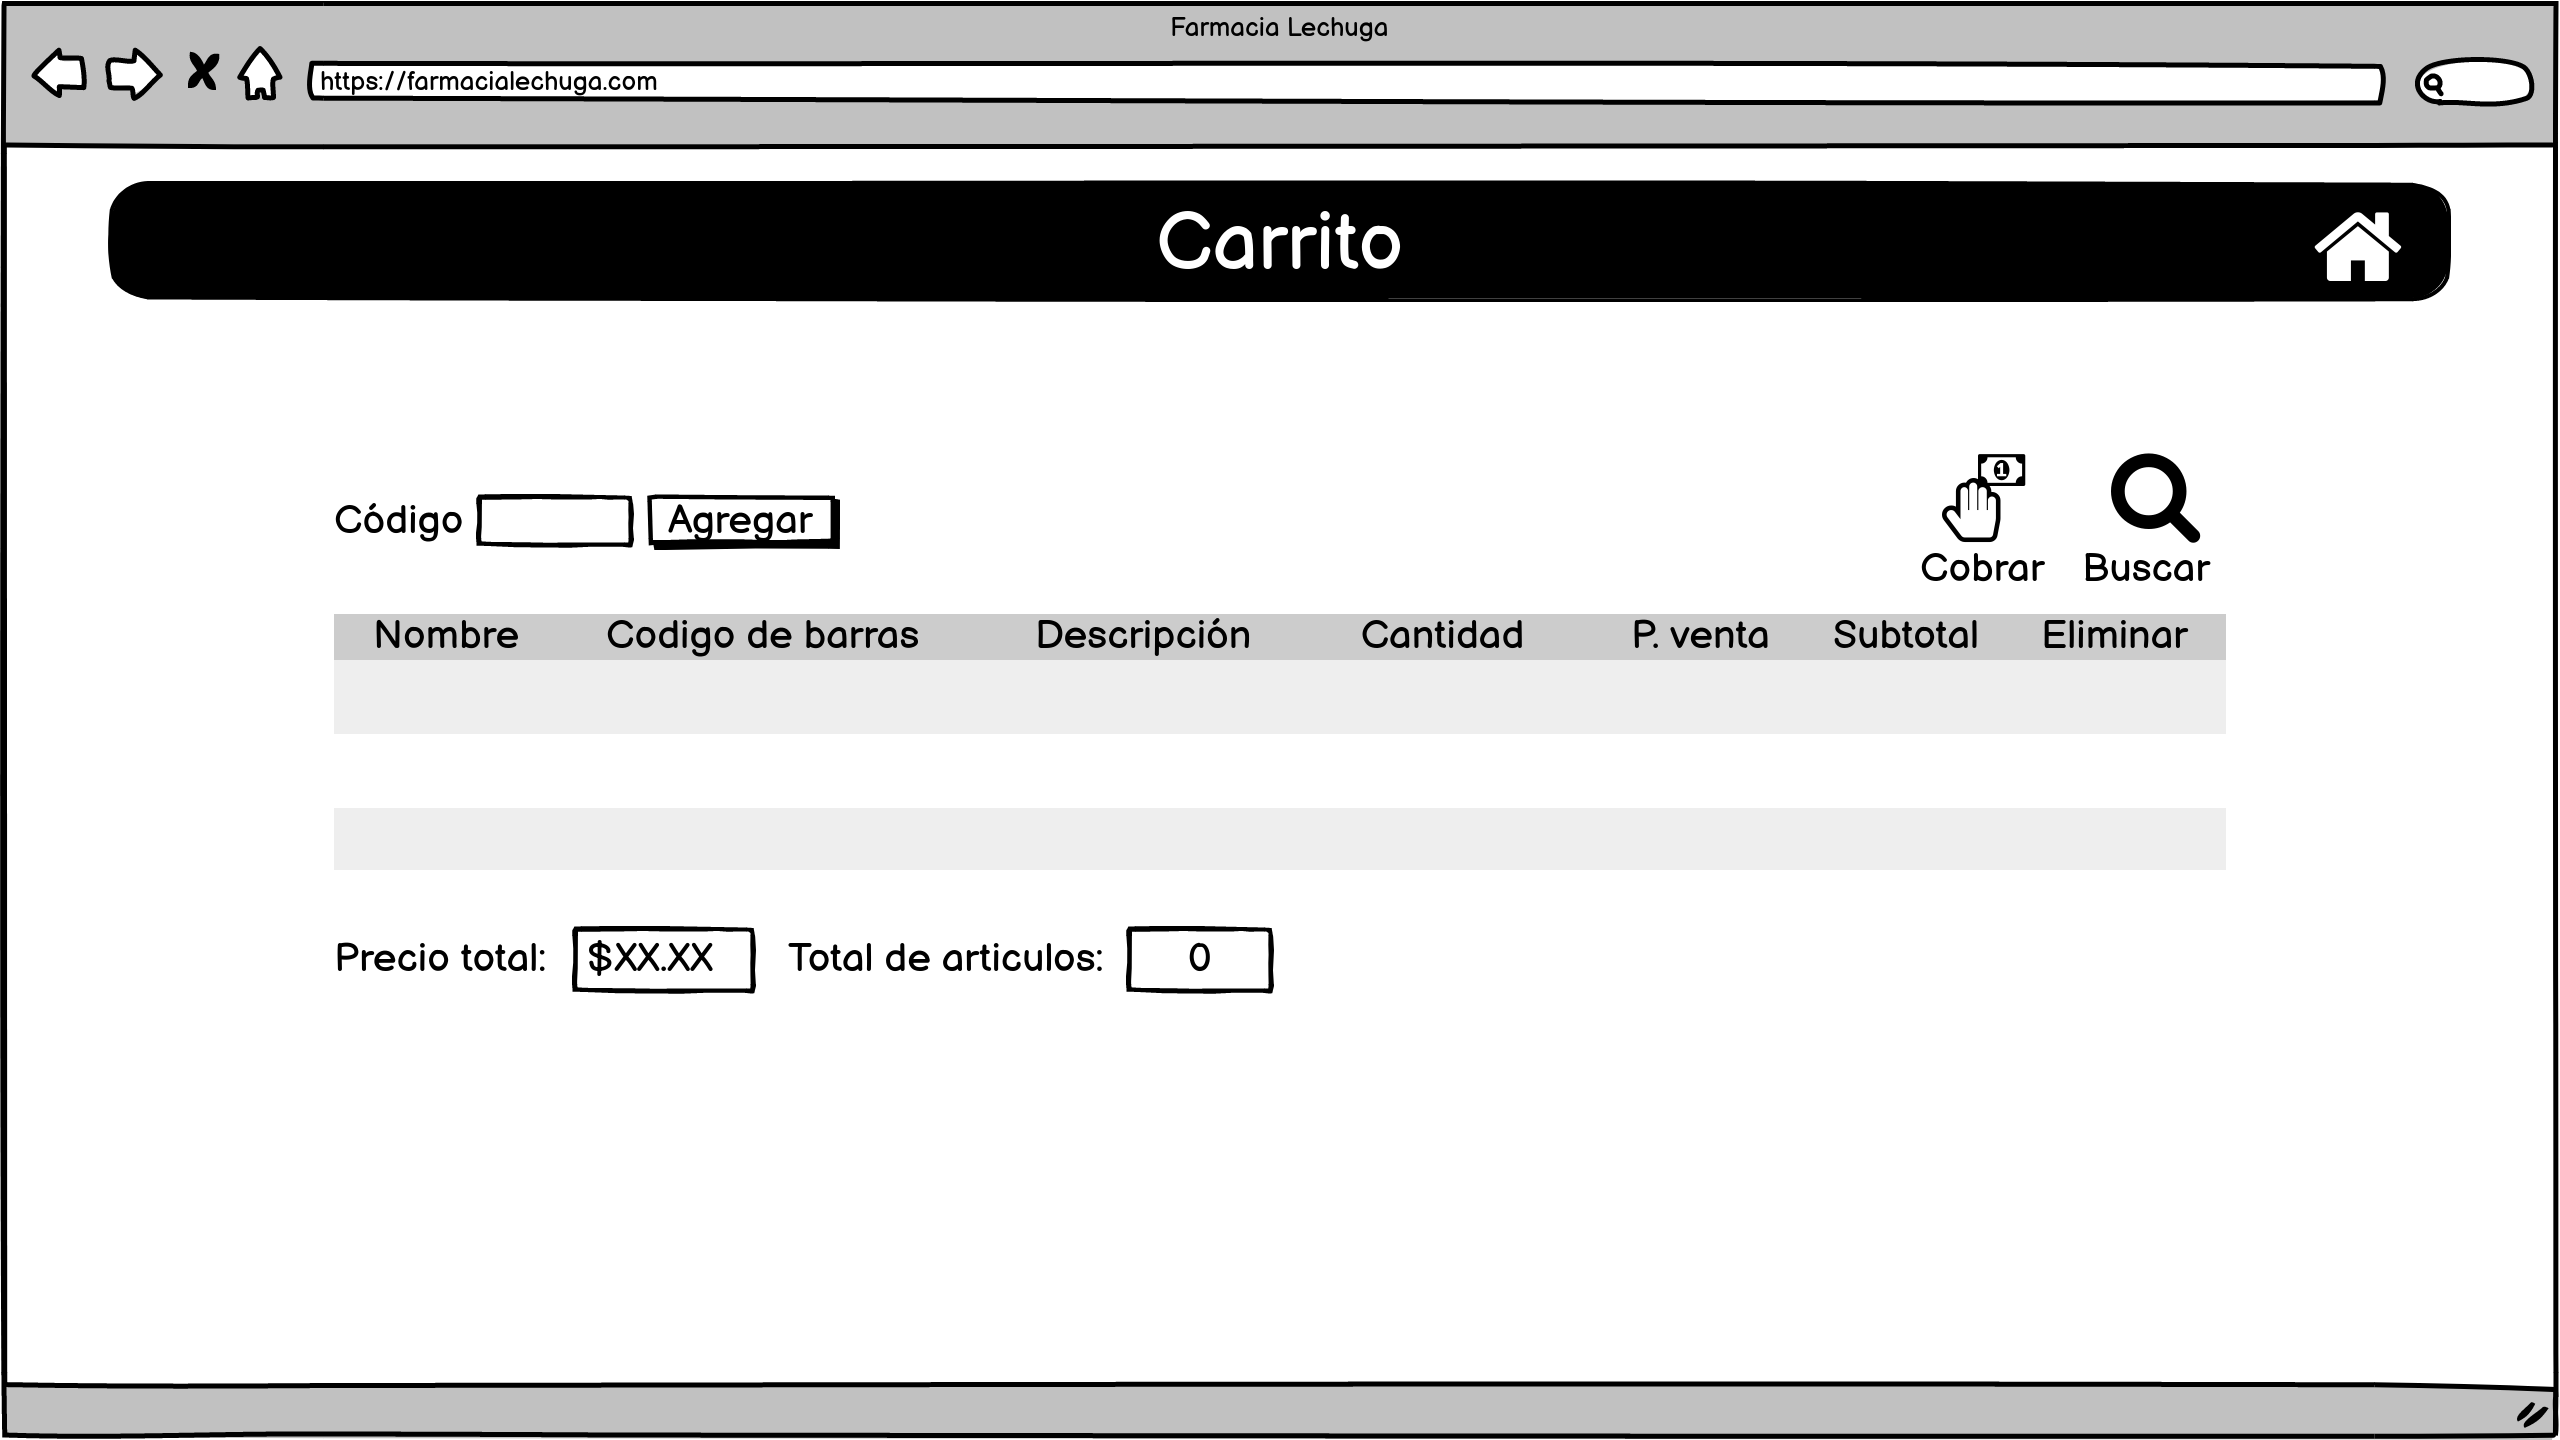 Farmacia Lechuga
https://farmacialechuga.com
Carrito
1
Código Agregar
Cobrar Buscar
Nombre Codigo de barras Descripción Cantidad P. venta Subtotal Eliminar
Precio total: $XX.XX Total de articulos: 0